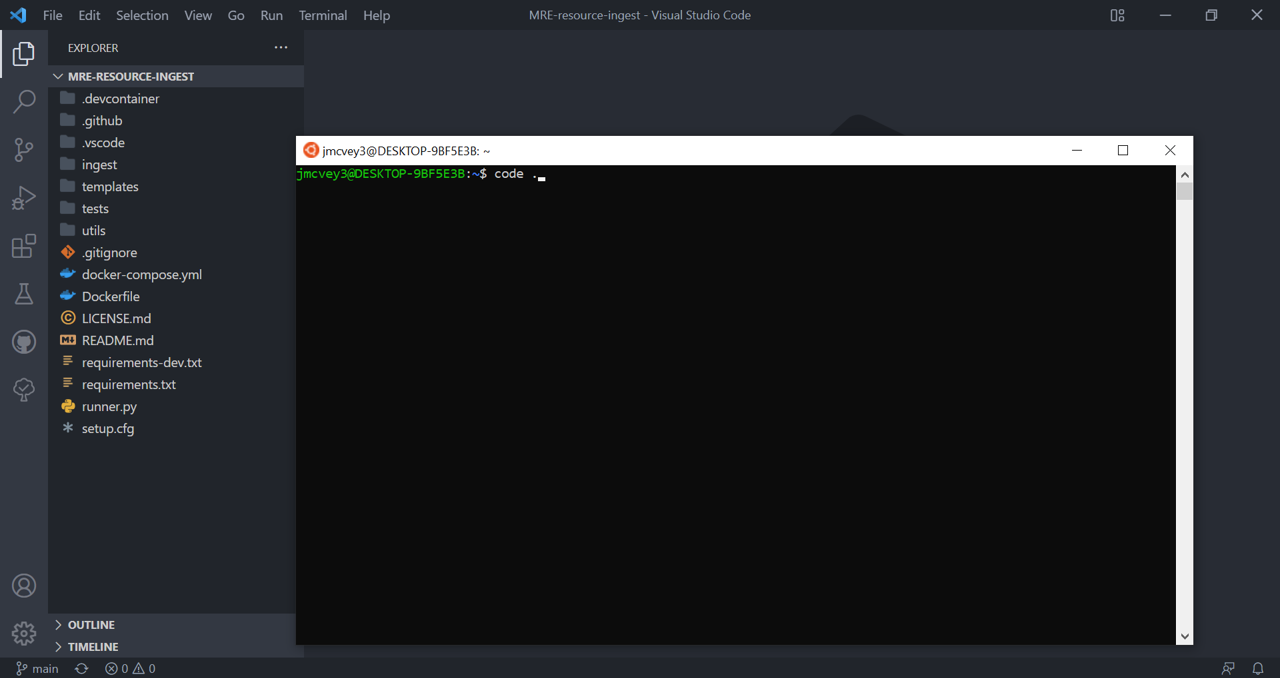 File Edit Selection View Go Run Terminal Help
MRE-resource-ingest - Visual Studio Code
EXPLORER
MRE-RESOURCE-INGEST
.devcontainer
.github
.vscode
ingest
templates
tests
utils
.gitignore
docker-compose.yml
Dockerfile
LICENSE.md
README.md
requirements-dev.txt
requirements.txt
runner.py
setup.cfg
OUTLINE
TIMELINE
main 0 0
jmcvey3@DESKTOP-9BF5E3B: ~
jmcvey3@DESKTOP-9BF5E3B:~$ code .